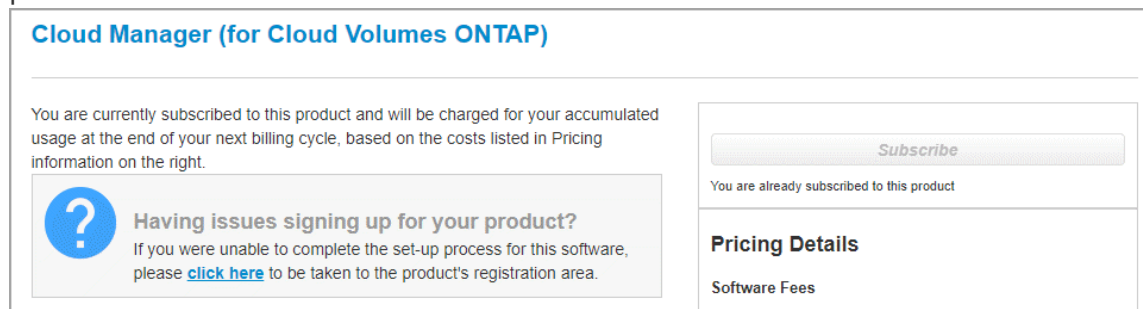 Cloud Manager (for Cloud Volumes ONTAP)
You are currently subscribed to this product and will be charged for your accumulated
usage at the end of your next billing cycle, based on the costs listed in Pricing
information on the right.
?
Having issues signing up for your product?
If you were unable to complete the set-up process for this software,
please click here to be taken to the product's registration area.
Subscribe
You are already subscribed to this product
Pricing Details
Software Fees